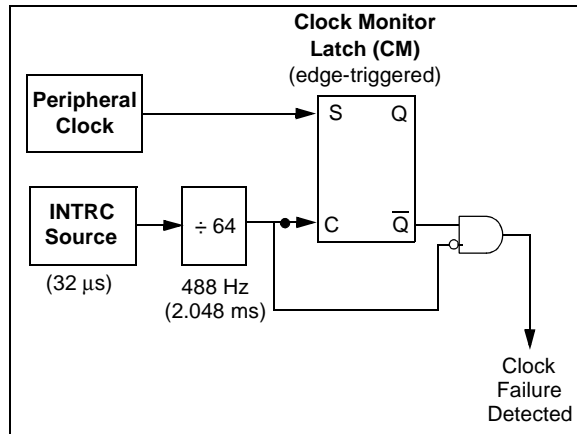 Clock Monitor
Latch (CM)
(edge-triggered)
Peripheral
Clock
S Q
INTRC
Source
÷ 64
C Q
(32 μs)
488 Hz
(2.048 ms)
Clock
Failure
Detected